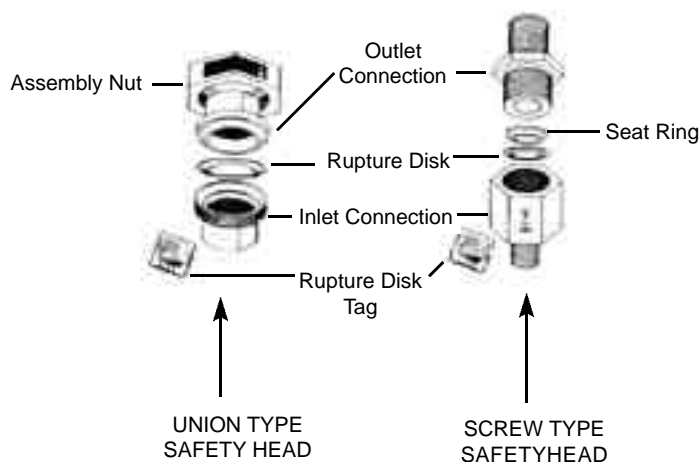 Outlet
Connection
Assembly Nut
Seat Ring
Rupture Disk
Inlet Connection
Rupture Disk
Tag
UNION TYPE
SAFETY HEAD
SCREW TYPE
SAFETYHEAD